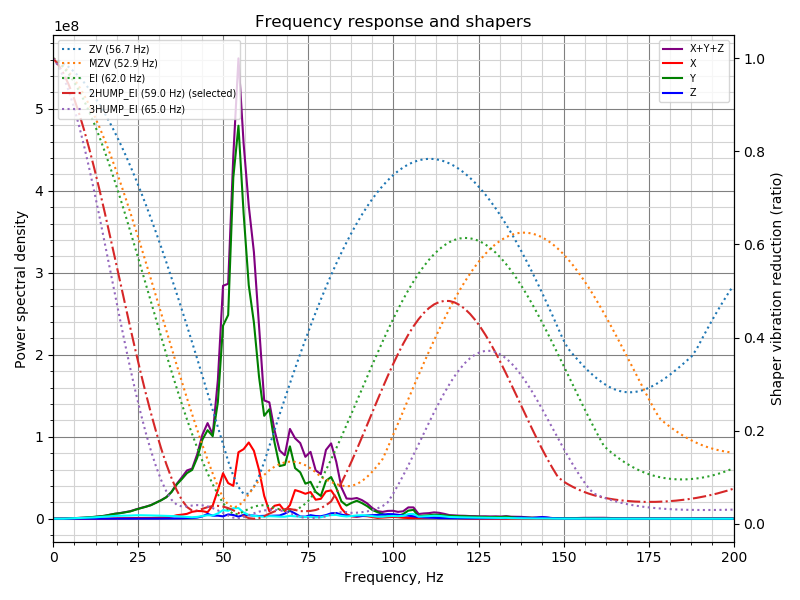 Frequency response and shapers
1e8
ZV (56.7 Hz)
MZV (52.9 Hz)
EI (62.0 Hz)
2HUMP_EI (59.0 Hz) (selected)
3HUMP_EI (65.0 Hz)
X+Y+Z
X
Y
Z
Power spectral density
5
4
3
2
1
0
1.0
0.8
0.6
0.4
0.2
0.0
Shaper vibration reduction (ratio)
0 25 50 75 100 125 150 175 200
Frequency, Hz